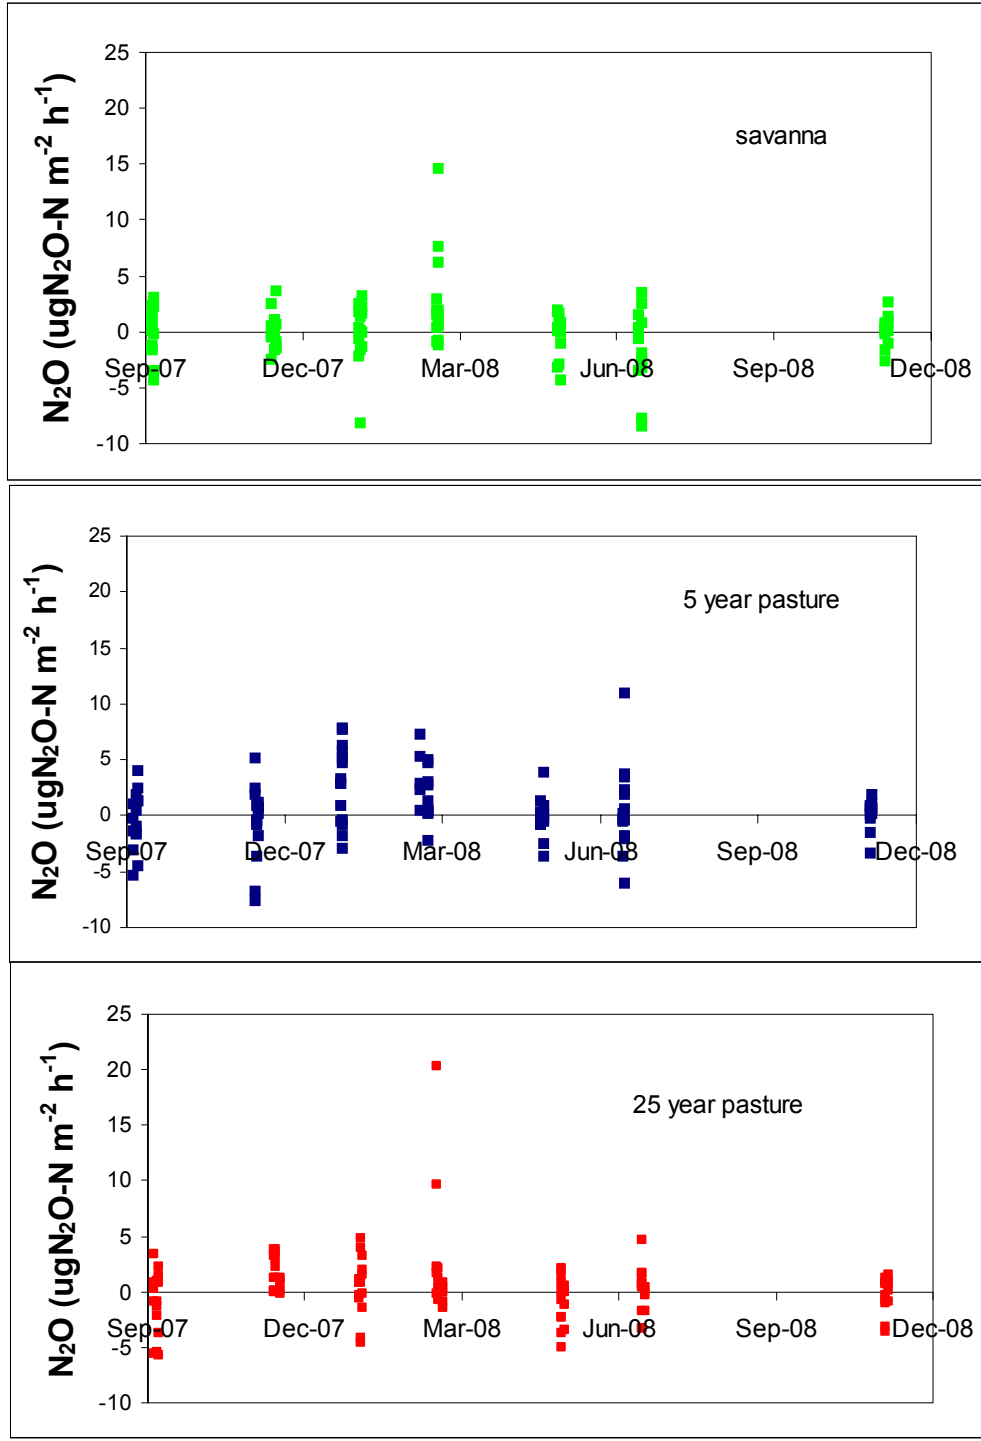 25
20
15
10
5
0
-5
-10
N₂O (ugN₂O-N m⁻² h⁻¹)
savanna
Sep-07 Dec-07 Mar-08 Jun-08 Sep-08 Dec-08
25
20
15
10
5
0
-5
-10
N₂O (ugN₂O-N m⁻² h⁻¹)
5 year pasture
Sep-07 Dec-07 Mar-08 Jun-08 Sep-08 Dec-08
25
20
15
10
5
0
-5
-10
N₂O (ugN₂O-N m⁻² h⁻¹)
25 year pasture
Sep-07 Dec-07 Mar-08 Jun-08 Sep-08 Dec-08